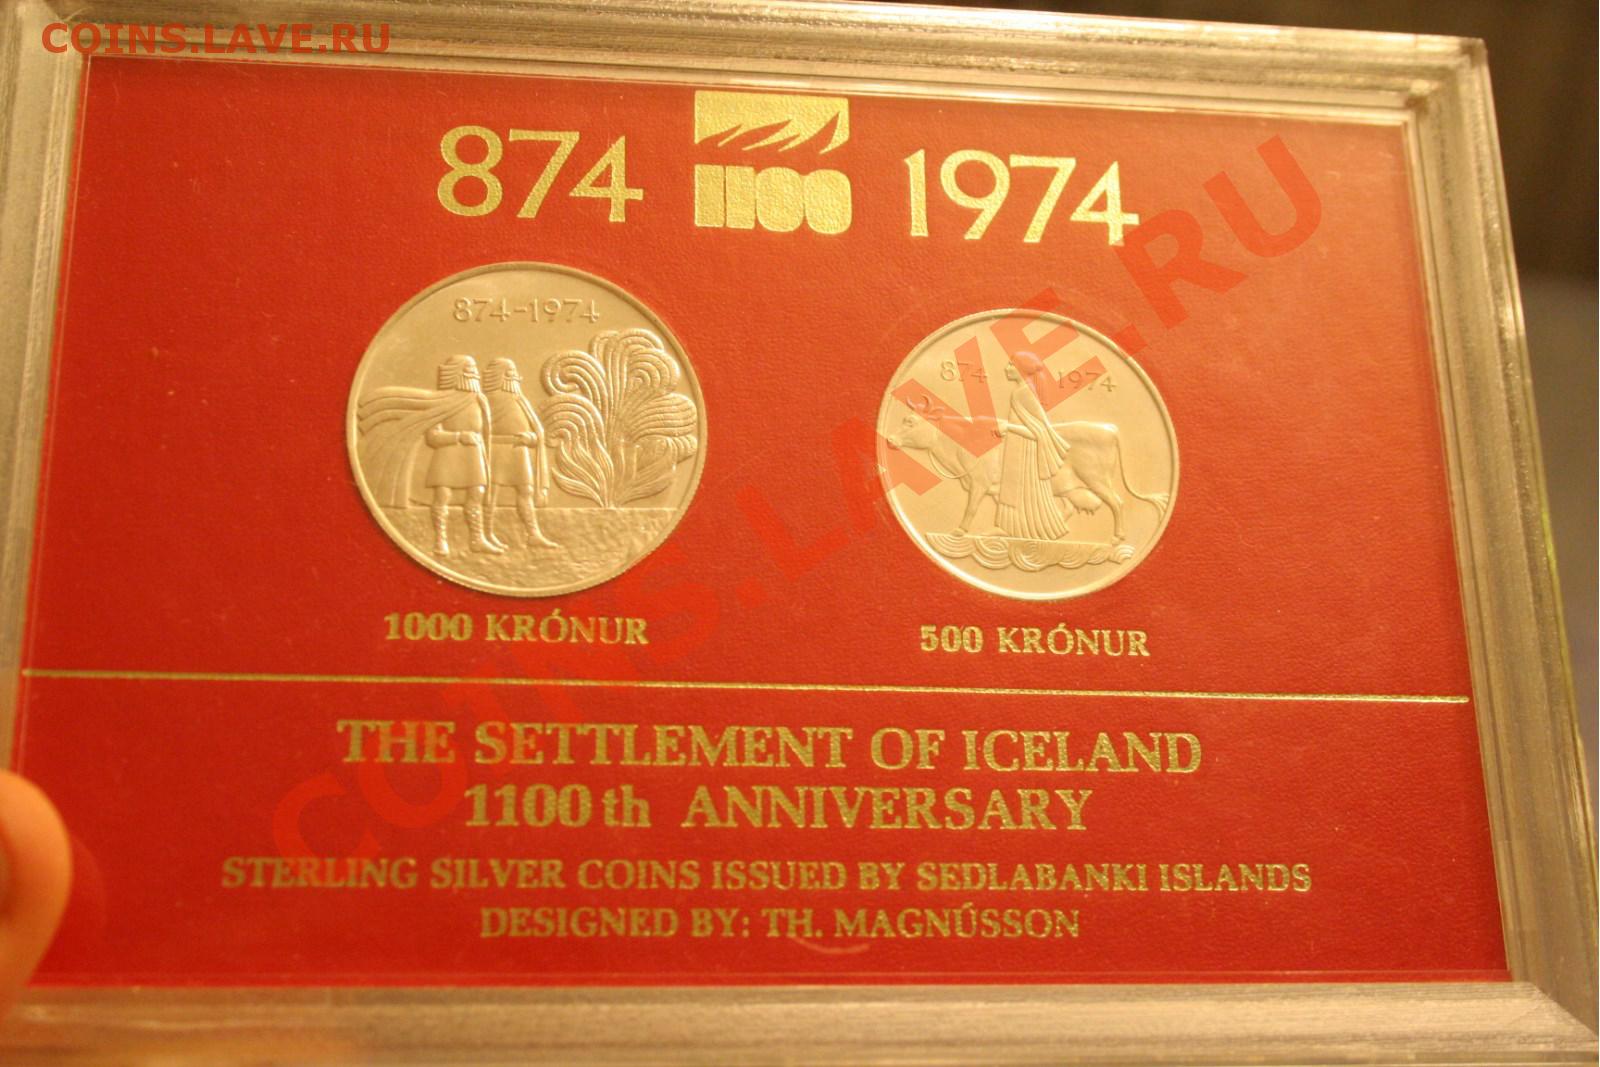 COINS.LAVE.RU
874 1100 1974
874-1974
874 1974
1000 KRÓNUR
500 KRÓNUR
COINS.LAVE.RU
THE SETTLEMENT OF ICELAND
1100th ANNIVERSARY
STERLING SILVER COINS ISSUED BY SEDLABANKI ISLANDS
DESIGNED BY: TH. MAGNÚSSON